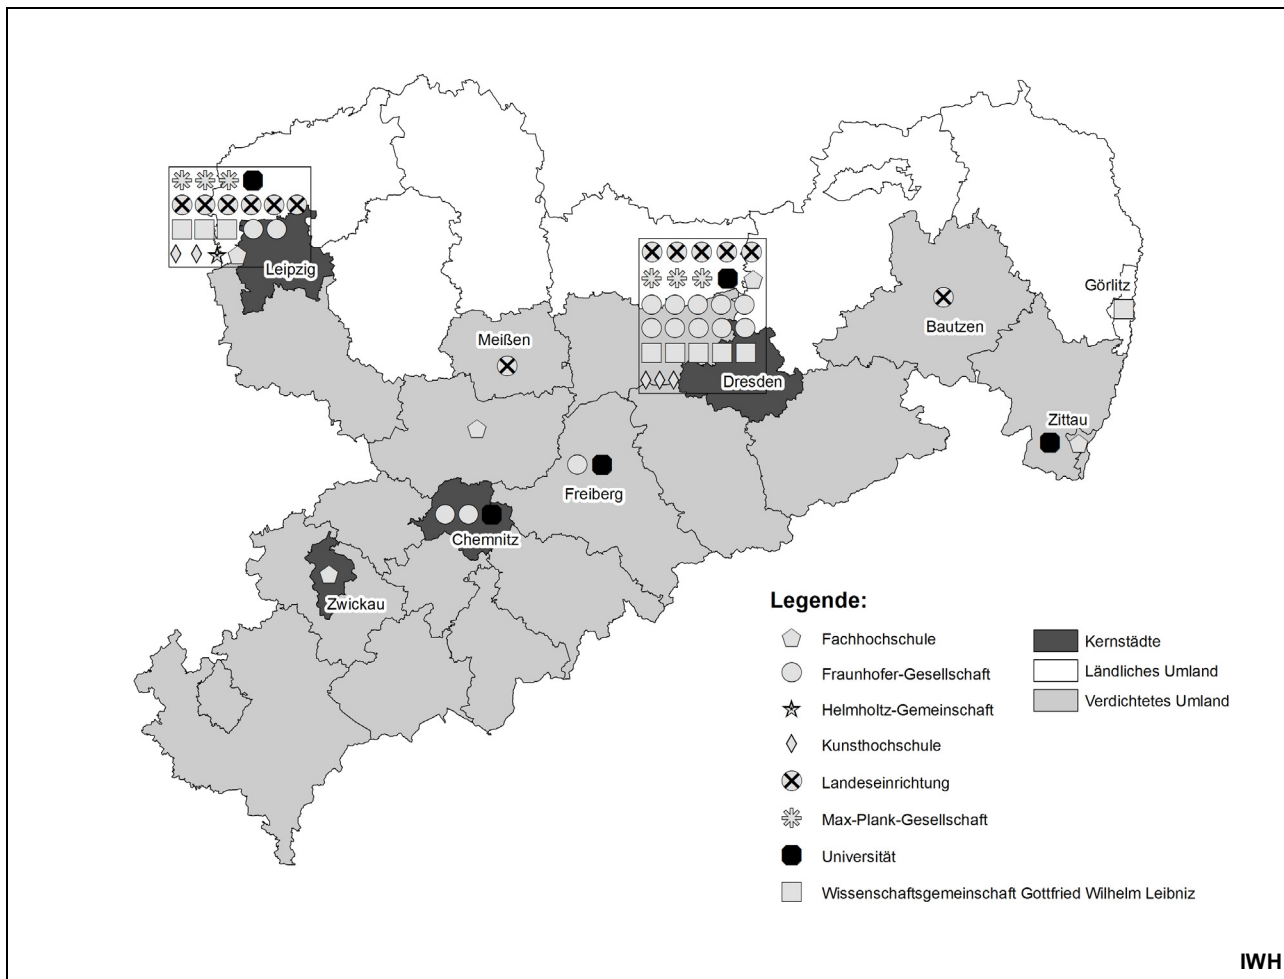 Görlitz
Leipzig
Bautzen
Meißen
Dresden
Zittau
Freiberg
Chemnitz
Zwickau
Legende:
Fachhochschule
Fraunhofer-Gesellschaft
Helmholtz-Gemeinschaft
Kunsthochschule
Landeseinrichtung
Max-Plank-Gesellschaft
Universität
Wissenschaftsgemeinschaft Gottfried Wilhelm Leibniz
Kernstädte
Ländliches Umland
Verdichtetes Umland
IWH